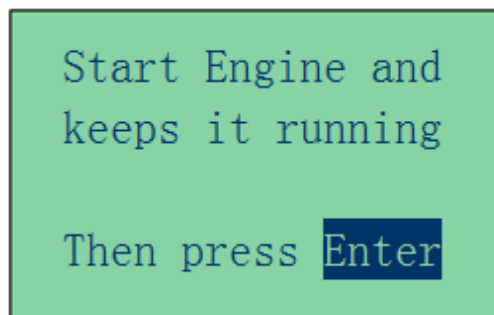 Start Engine and
keeps it running
Then press Enter